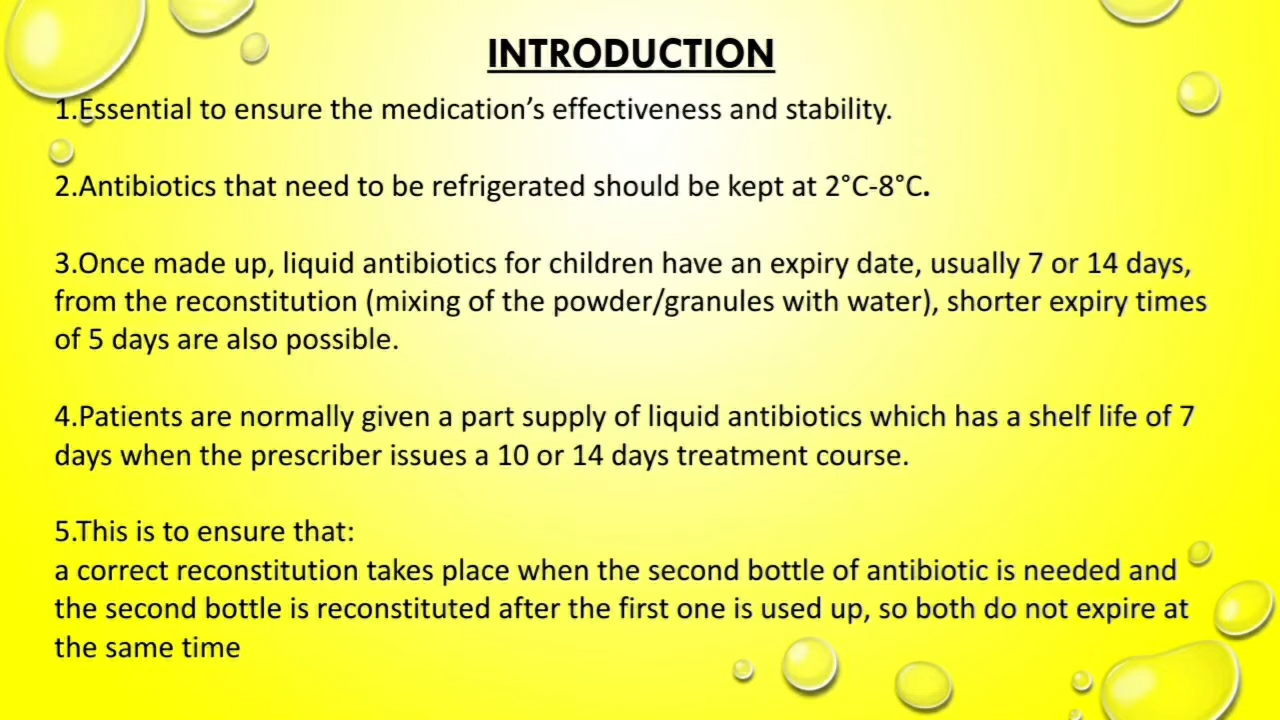 INTRODUCTION
1.Essential to ensure the medication’s effectiveness and stability.
2.Antibiotics that need to be refrigerated should be kept at 2°C-8°C.
3.Once made up, liquid antibiotics for children have an expiry date, usually 7 or 14 days,
from the reconstitution (mixing of the powder/granules with water), shorter expiry times
of 5 days are also possible.
4.Patients are normally given a part supply of liquid antibiotics which has a shelf life of 7
days when the prescriber issues a 10 or 14 days treatment course.
5.This is to ensure that:
a correct reconstitution takes place when the second bottle of antibiotic is needed and
the second bottle is reconstituted after the first one is used up, so both do not expire at
the same time